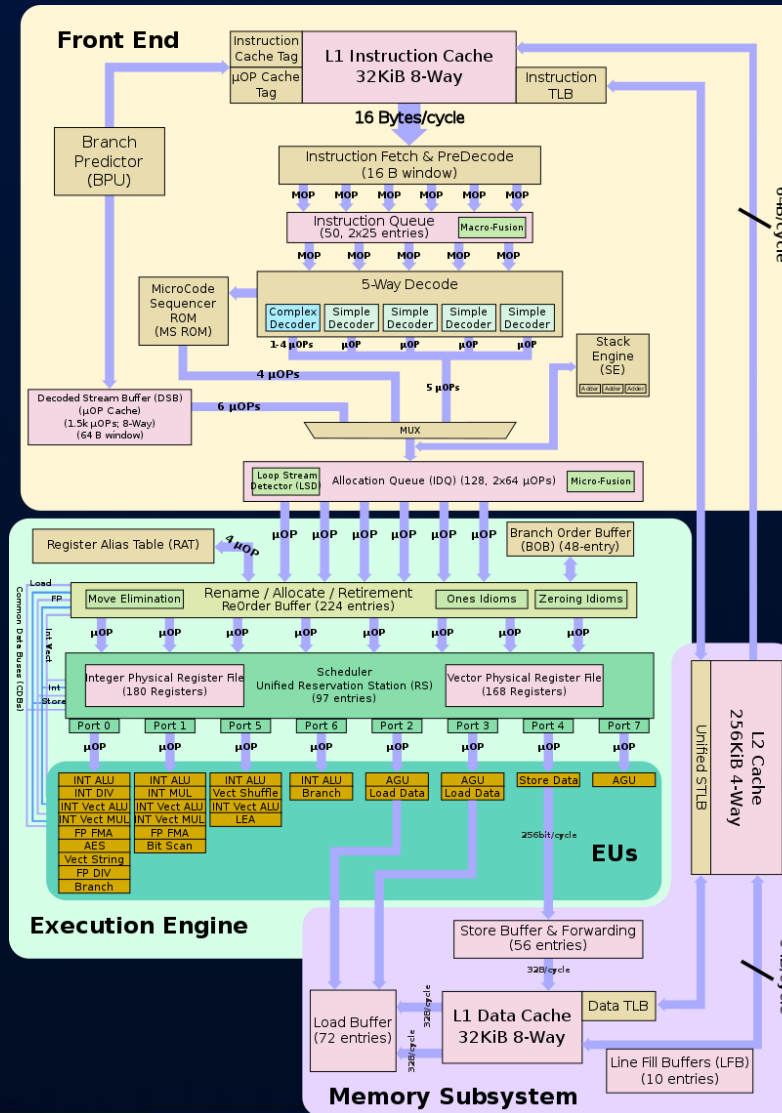 Front End
Instruction
Cache Tag
µOP Cache
Tag
L1 Instruction Cache
32KiB 8-Way
Instruction
TLB
16 Bytes/cycle
Branch
Predictor
(BPU)
Instruction Fetch & PreDecode
(16 B window)
MOP MOP MOP MOP MOP MOP
Instruction Queue
(50, 2x25 entries)
Macro-Fusion
MOP MOP MOP MOP MOP
MicroCode
Sequencer
ROM
(MS ROM)
5-Way Decode
Complex
Decoder
Simple
Decoder
Simple
Decoder
Simple
Decoder
Simple
Decoder
1-4 µOPs µOP µOP µOP µOP
Stack
Engine
(SE)
Adder Adder Adder
4 µOPs
5 µOPs
Decoded Stream Buffer (DSB)
(µOP Cache)
(1.5k µOPs; 8-Way)
(64 B window)
6 µOPs
MUX
Loop Stream
Detector (LSD)
Allocation Queue (IDQ) (128, 2x64 µOPs)
Micro-Fusion
64B/cycle
µOP µOP µOP µOP µOP µOP
Register Alias Table (RAT)
4 µOP
Branch Order Buffer
(BOB) (48-entry)
Rename / Allocate / Retirement
ReOrder Buffer (224 entries)
Move Elimination
Ones Idioms
Zeroing Idioms
Common Data Buses (CDBs)
Load
FP
Int Vect
Int
Store
µOP µOP µOP µOP µOP µOP µOP µOP
Integer Physical Register File
(180 Registers)
Scheduler
Unified Reservation Station (RS)
(97 entries)
Vector Physical Register File
(168 Registers)
Port 0 Port 1 Port 5 Port 6 Port 2 Port 3 Port 4 Port 7
µOP µOP µOP µOP µOP µOP µOP µOP
INT ALU
INT DIV
INT Vect ALU
INT Vect MUL
FP FMA
AES
Vect String
FP DIV
Branch
INT ALU
INT MUL
INT Vect ALU
INT Vect MUL
FP FMA
Bit Scan
INT ALU
Vect Shuffle
INT Vect ALU
LEA
INT ALU
Branch
AGU
Load Data
AGU
Load Data
Store Data
AGU
256bit/cycle
EUs
Execution Engine
Unified STLB
L2 Cache
256KiB 4-Way
Store Buffer & Forwarding
(56 entries)
32B/cycle
Load Buffer
(72 entries)
32B/cycle
32B/cycle
L1 Data Cache
32KiB 8-Way
Data TLB
Line Fill Buffers (LFB)
(10 entries)
Memory Subsystem